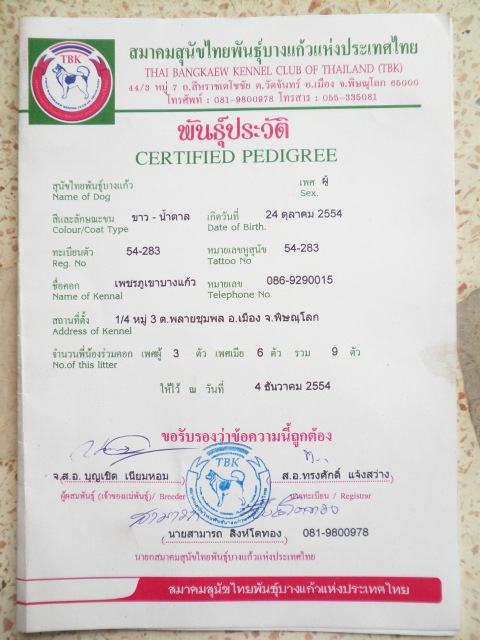 TBK
สมาคมสุนัขไทยพันธุ์บางแก้วแห่งประเทศไทย
THAI BANGKAEW KENNEL CLUB OF THAILAND (TBK)
44/3 หมู่ 7 ถ.สีหราชเดโชชัย ต.วัดจันทร์ อ.เมือง จ.พิษณุโลก 65000
โทรศัพท์ : 081-9800978 โทรสาร : 055-335081
พันธุ์ประวัติ
CERTIFIED PEDIGREE
สุนัขไทยพันธุ์บางแก้ว เพศ ผู้
Name of Dog Sex.
สีและลักษณะขน ขาว - น้ำตาล เกิดวันที่ 24 ตุลาคม 2554
Colour/Coat Type Date of Birth.
ทะเบียนตัว 54-283 หมายเลขหูสุนัข 54-283
Reg. No Tattoo No
ชื่อคอก เพชรภูเขาบางแก้ว หมายเลข 086-9290015
Name of Kennal Telephone No
สถานที่ตั้ง 1/4 หมู่ 3 ต.พลายชุมพล อ.เมือง จ.พิษณุโลก
Address of Kennel
จำนวนพี่น้องร่วมคอก เพศผู้ 3 ตัว เพศเมีย 6 ตัว รวม 9 ตัว
No.of this litter
ให้ไว้ ณ วันที่ 4 ธันวาคม 2554
ขอรับรองว่าข้อความนี้ถูกต้อง
TBK
จ.ส.อ. บุญเชิด เนียมหอม ส.อ.ทรงศักดิ์ แจ้งสว่าง
ผู้ผสมพันธุ์ (เจ้าของแม่พันธุ์)/ Breeder นายทะเบียน / Registrar
(นายสามารถ สิงห์โตทอง 081-9800978)
นายกสมาคมสุนัขไทยพันธุ์บางแก้วแห่งประเทศไทย
สมาคมสุนัขไทยพันธุ์บางแก้วแห่งประเทศไทย